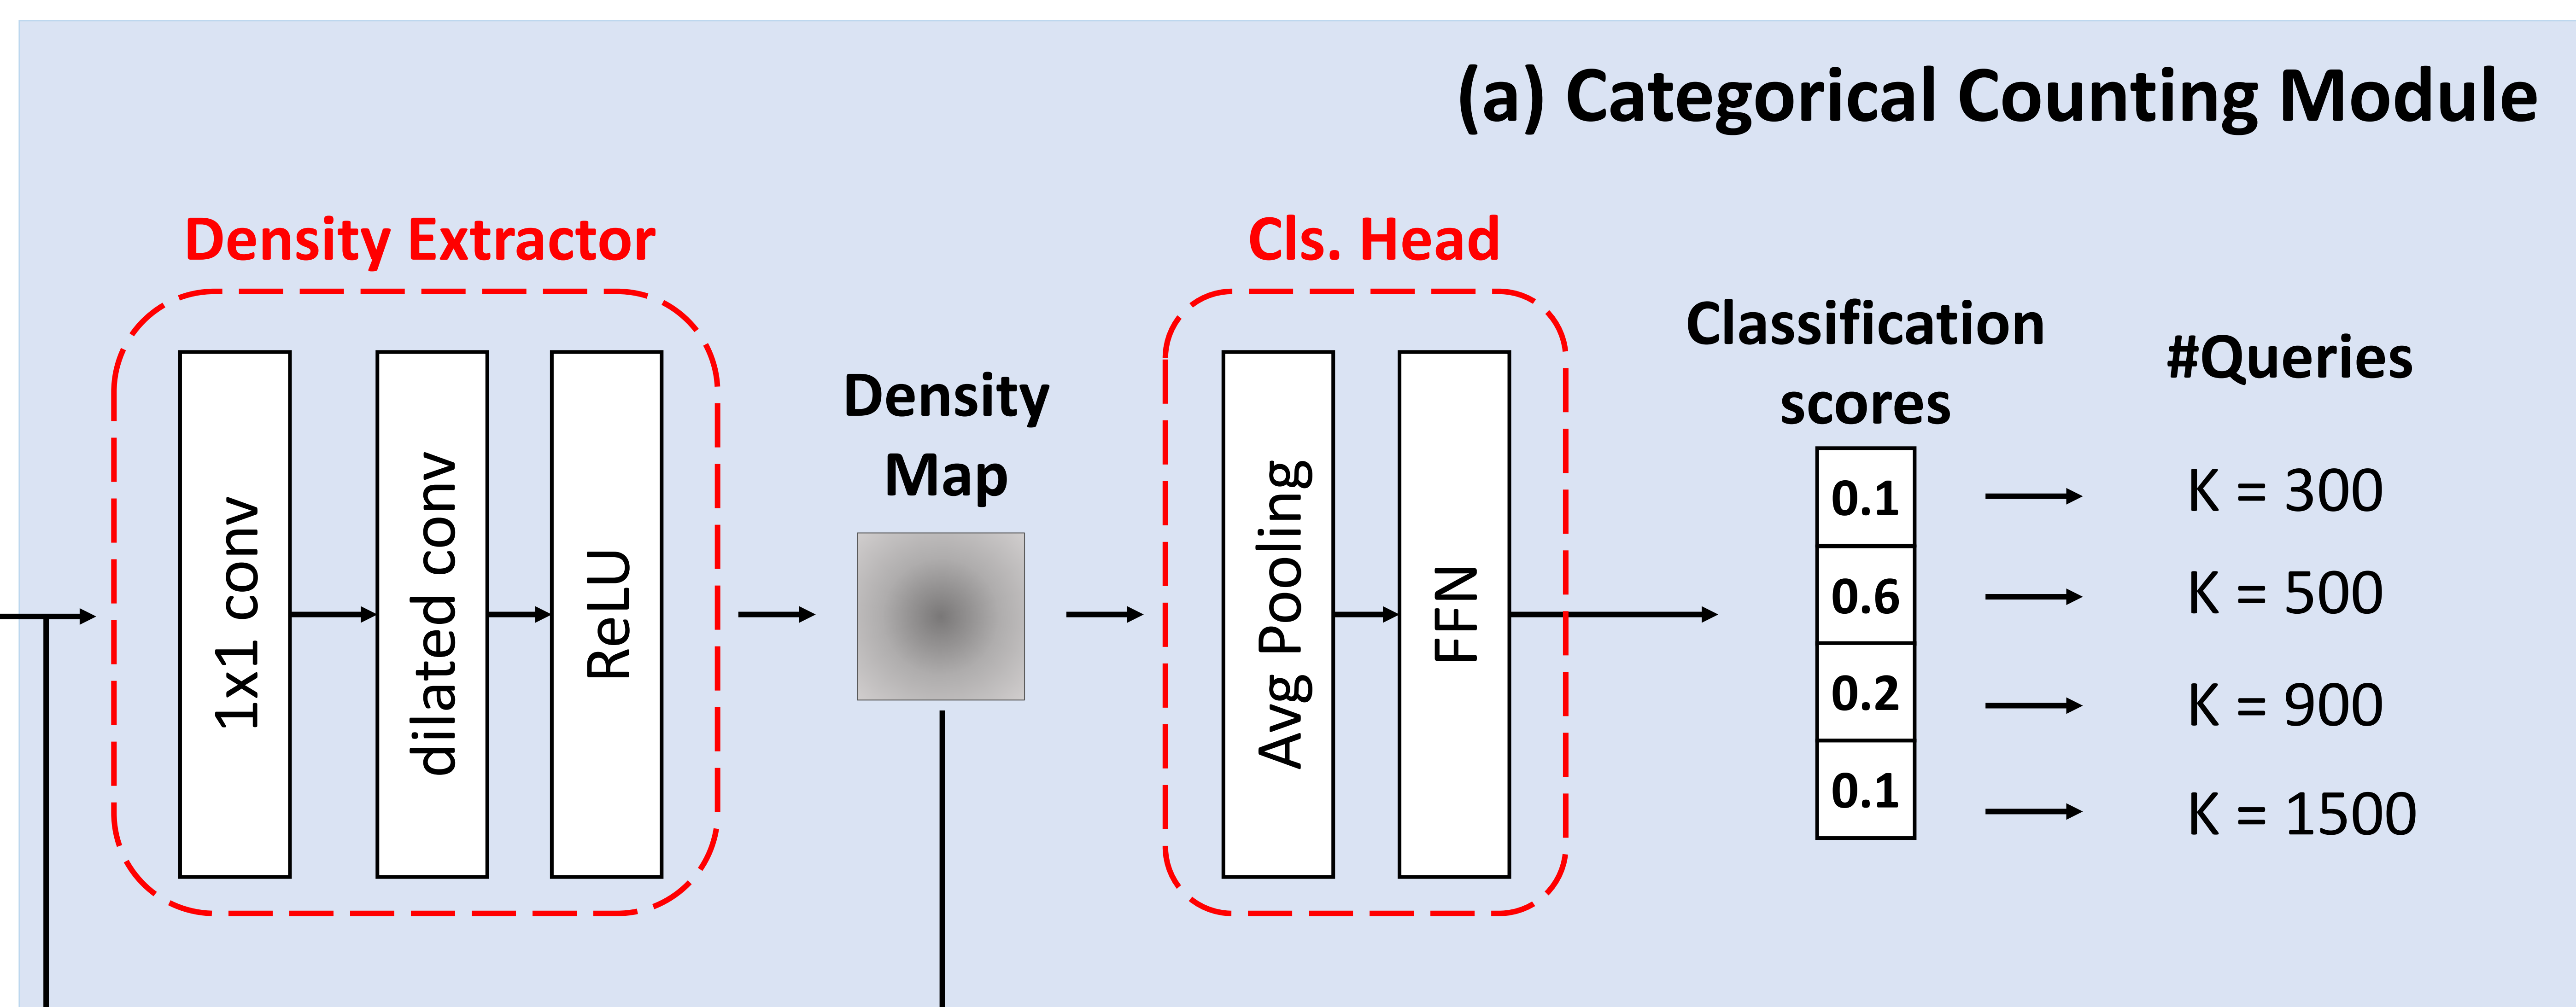 (a) Categorical Counting Module
Density Extractor
1x1 conv
dilated conv
ReLU
Density
Map
Cls. Head
Avg Pooling
FFN
Classification
scores
0.1
0.6
0.2
0.1
#Queries
K = 300
K = 500
K = 900
K = 1500